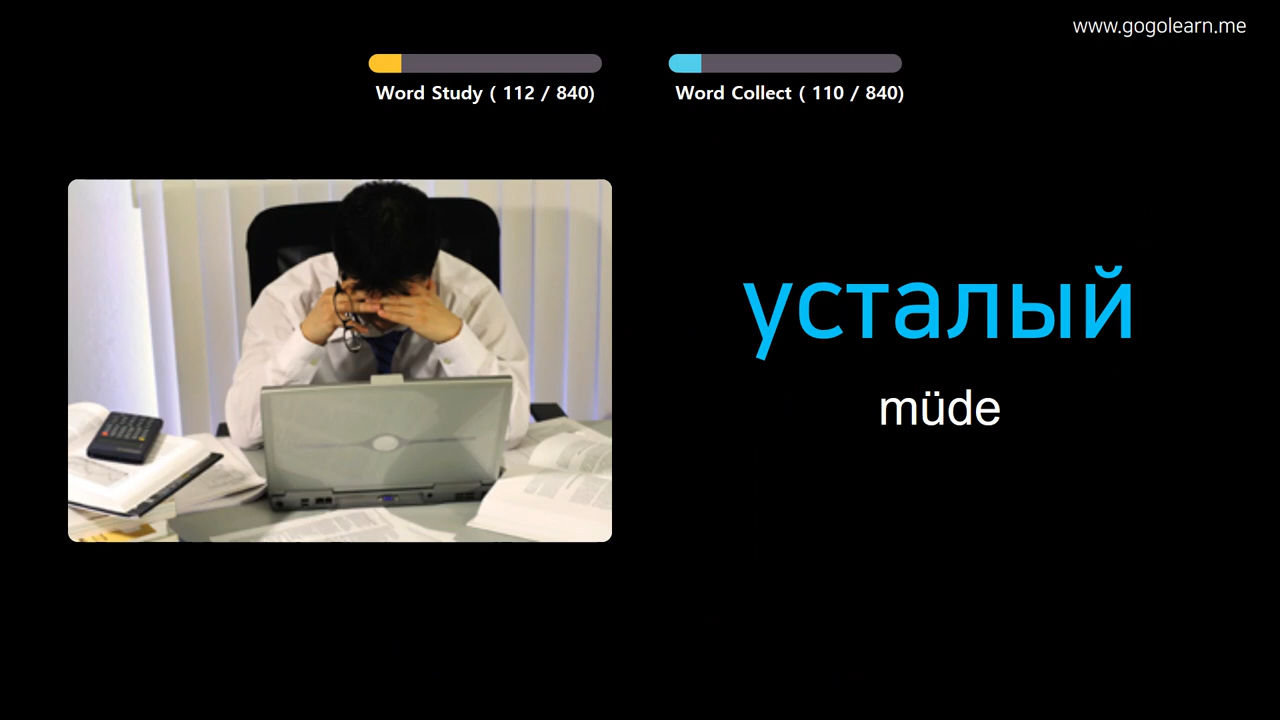 www.gogolearn.me
Word Study ( 112 / 840)
Word Collect ( 110 / 840)
усталый
müde